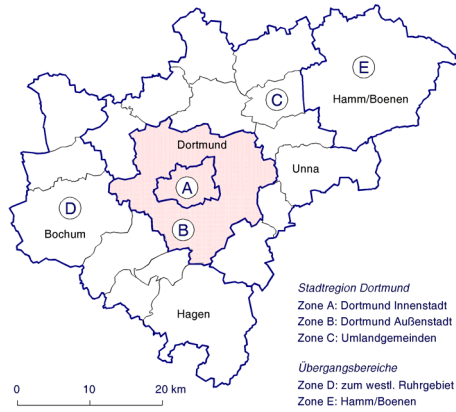 E
Hamm/Boenen
C
Dortmund
Unna
A
D
B
Bochum
Hagen
Stadtregion Dortmund
Zone A: Dortmund Innenstadt
Zone B: Dortmund Außenstadt
Zone C: Umlandgemeinden
Übergangsbereiche
Zone D: zum westl. Ruhrgebiet
Zone E: Hamm/Boenen
0 10 20 km